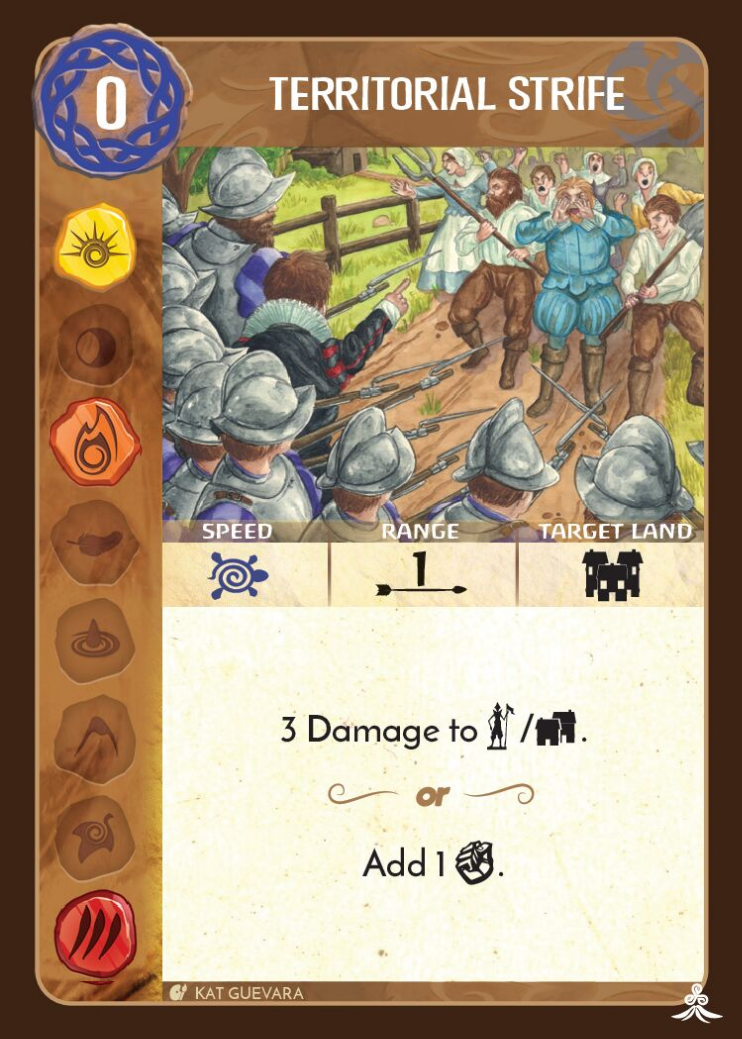 0
TERRITORIAL STRIFE
SPEED RANGE TARGET LAND
1
3 Damage to / .
or
Add 1 .
KAT GUEVARA